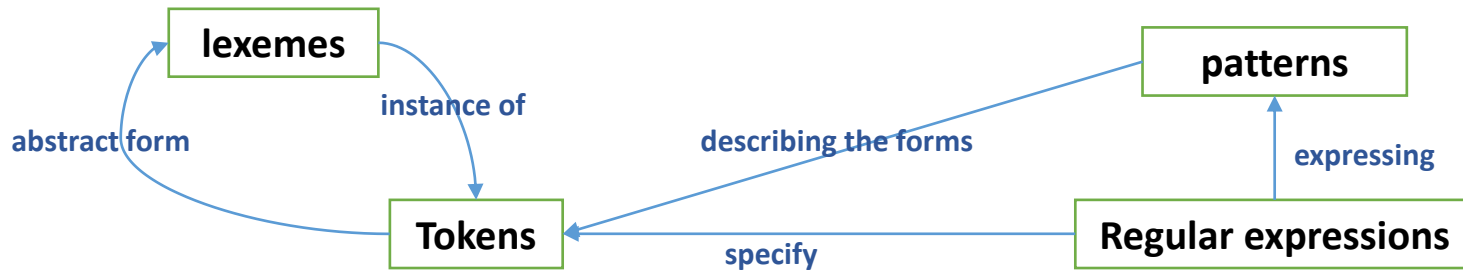 lexemes
patterns
instance of
abstract form
describing the forms
expressing
Tokens
Regular expressions
specify